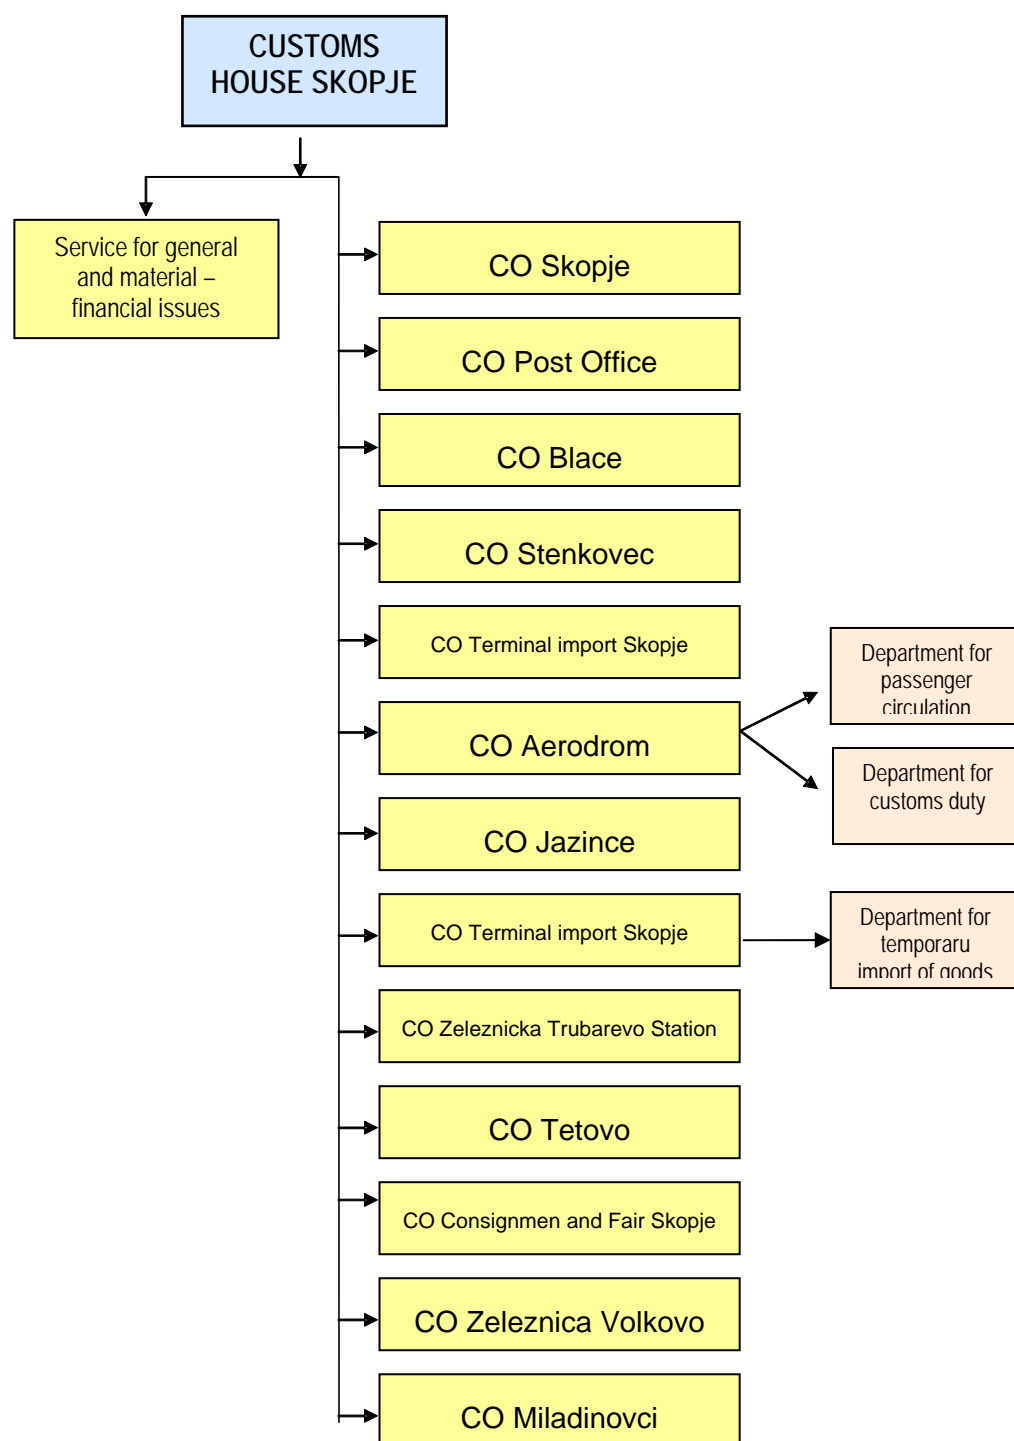 CUSTOMS
HOUSE SKOPJE
Service for general
and material –
financial issues
CO Skopje
CO Post Office
CO Blace
CO Stenkovec
CO Terminal import Skopje
Department for
passenger
circulation
CO Aerodrom
Department for
customs duty
CO Jazince
CO Terminal import Skopje
Department for
temporaru
import of goods
CO Zeleznicka Trubarevo Station
CO Tetovo
CO Consignmen and Fair Skopje
CO Zeleznica Volkovo
CO Miladinovci